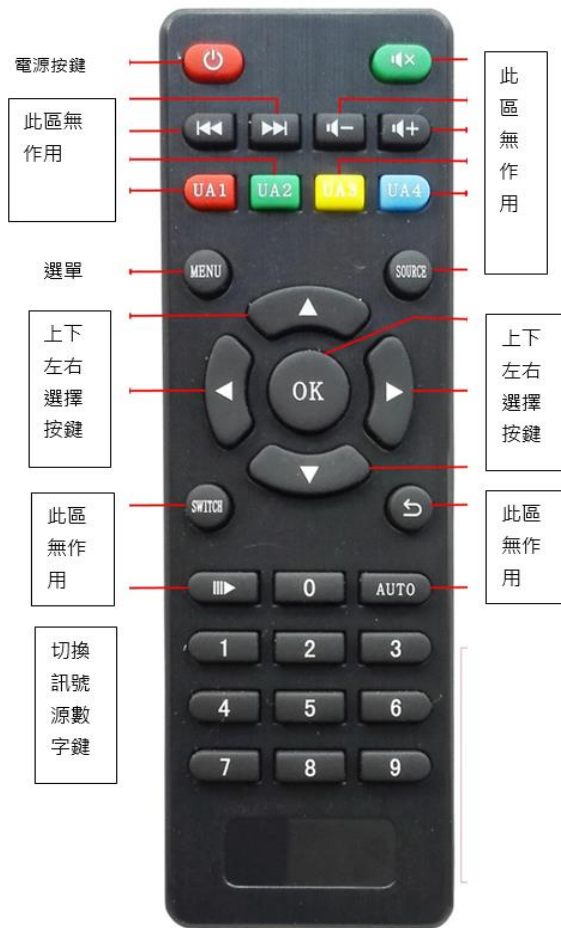 電源按鍵
此區無
作用
此
區
無
作
用
UA1 UA2 UA3 UA4
選單
MENU
SOURCE
上下
左右
選擇
按鍵
OK
上下
左右
選擇
按鍵
SWITCH
此區
無作
用
此區
無作
用
0 AUTO
切換
訊號
源數
字鍵
1 2 3
4 5 6
7 8 9